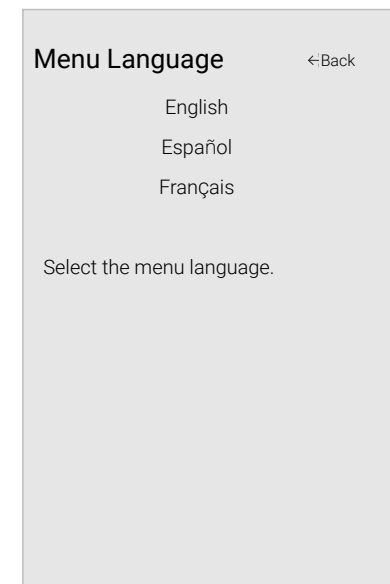 Menu Language ←Back
English
Español
Français
Select the menu language.